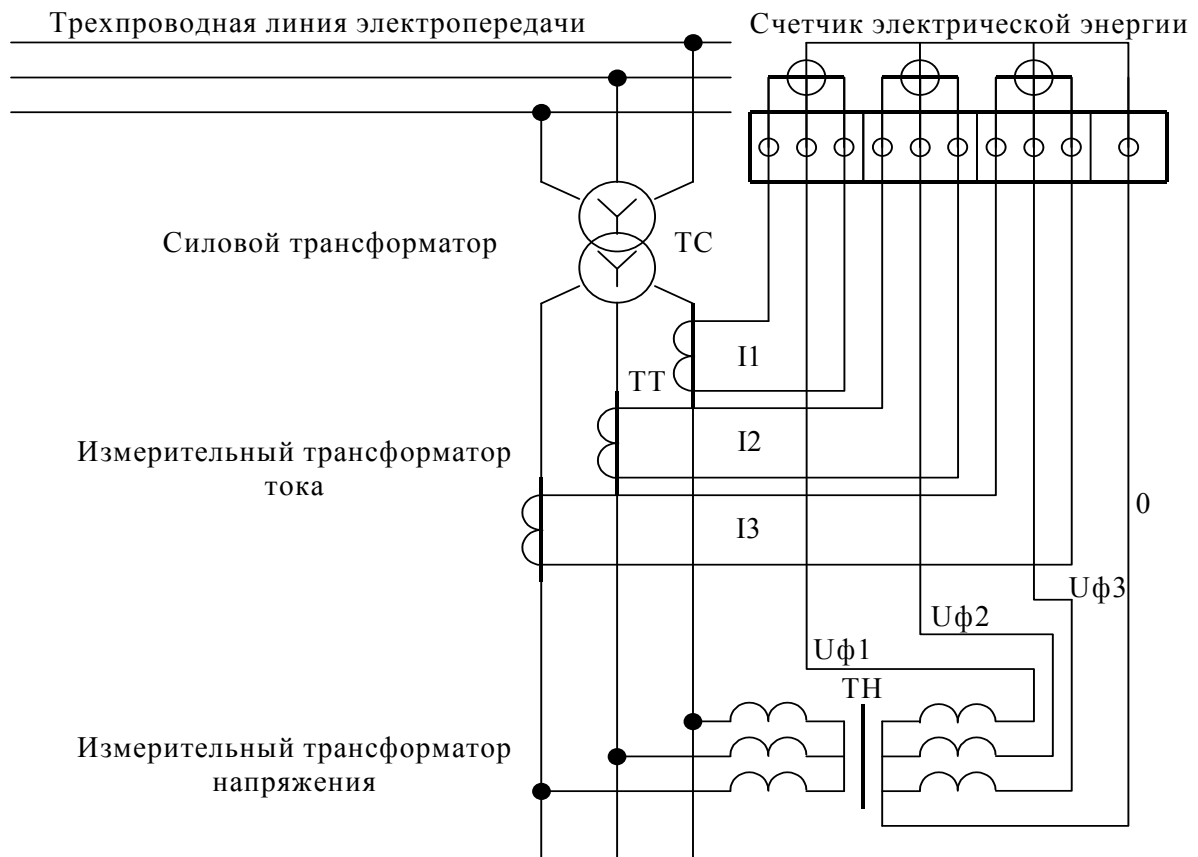 Трехпроводная линия электропередачи
Счетчик электрической энергии
Силовой трансформатор
ТС
I1
ТТ
I2
Измерительный трансформатор
тока
0
I3
Uф3
Uф2
Uф1
ТН
Измерительный трансформатор
напряжения